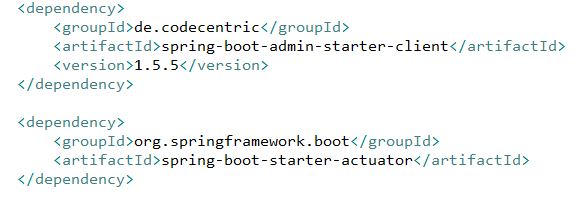 <dependency>
    <groupId>de.codecentric</groupId>
    <artifactId>spring-boot-admin-starter-client</artifactId>
    <version>1.5.5</version>
</dependency>

<dependency>
    <groupId>org.springframework.boot</groupId>
    <artifactId>spring-boot-starter-actuator</artifactId>
</dependency>